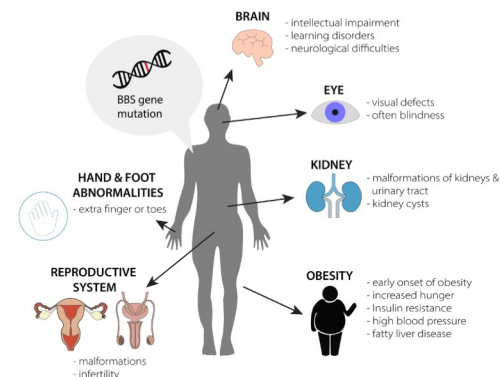 BRAIN
- intellectual impairment
- learning disorders
- neurological difficulties
BBS gene
mutation
EYE
- visual defects
- often blindness
HAND & FOOT
ABNORMALITIES
- extra finger or toes
KIDNEY
- malformations of kidneys &
urinary tract
- kidney cysts
REPRODUCTIVE
SYSTEM
- malformations
- infertility
OBESITY
- early onset of obesity
- increased hunger
- Insulin resistance
- high blood pressure
- fatty liver disease